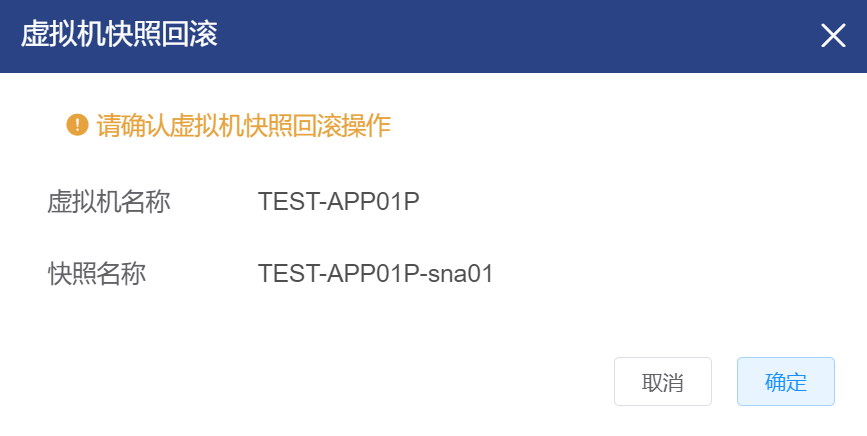 虚拟机快照回滚
请确认虚拟机快照回滚操作
虚拟机名称 TEST-APP01P
快照名称 TEST-APP01P-sna01
取消 确定